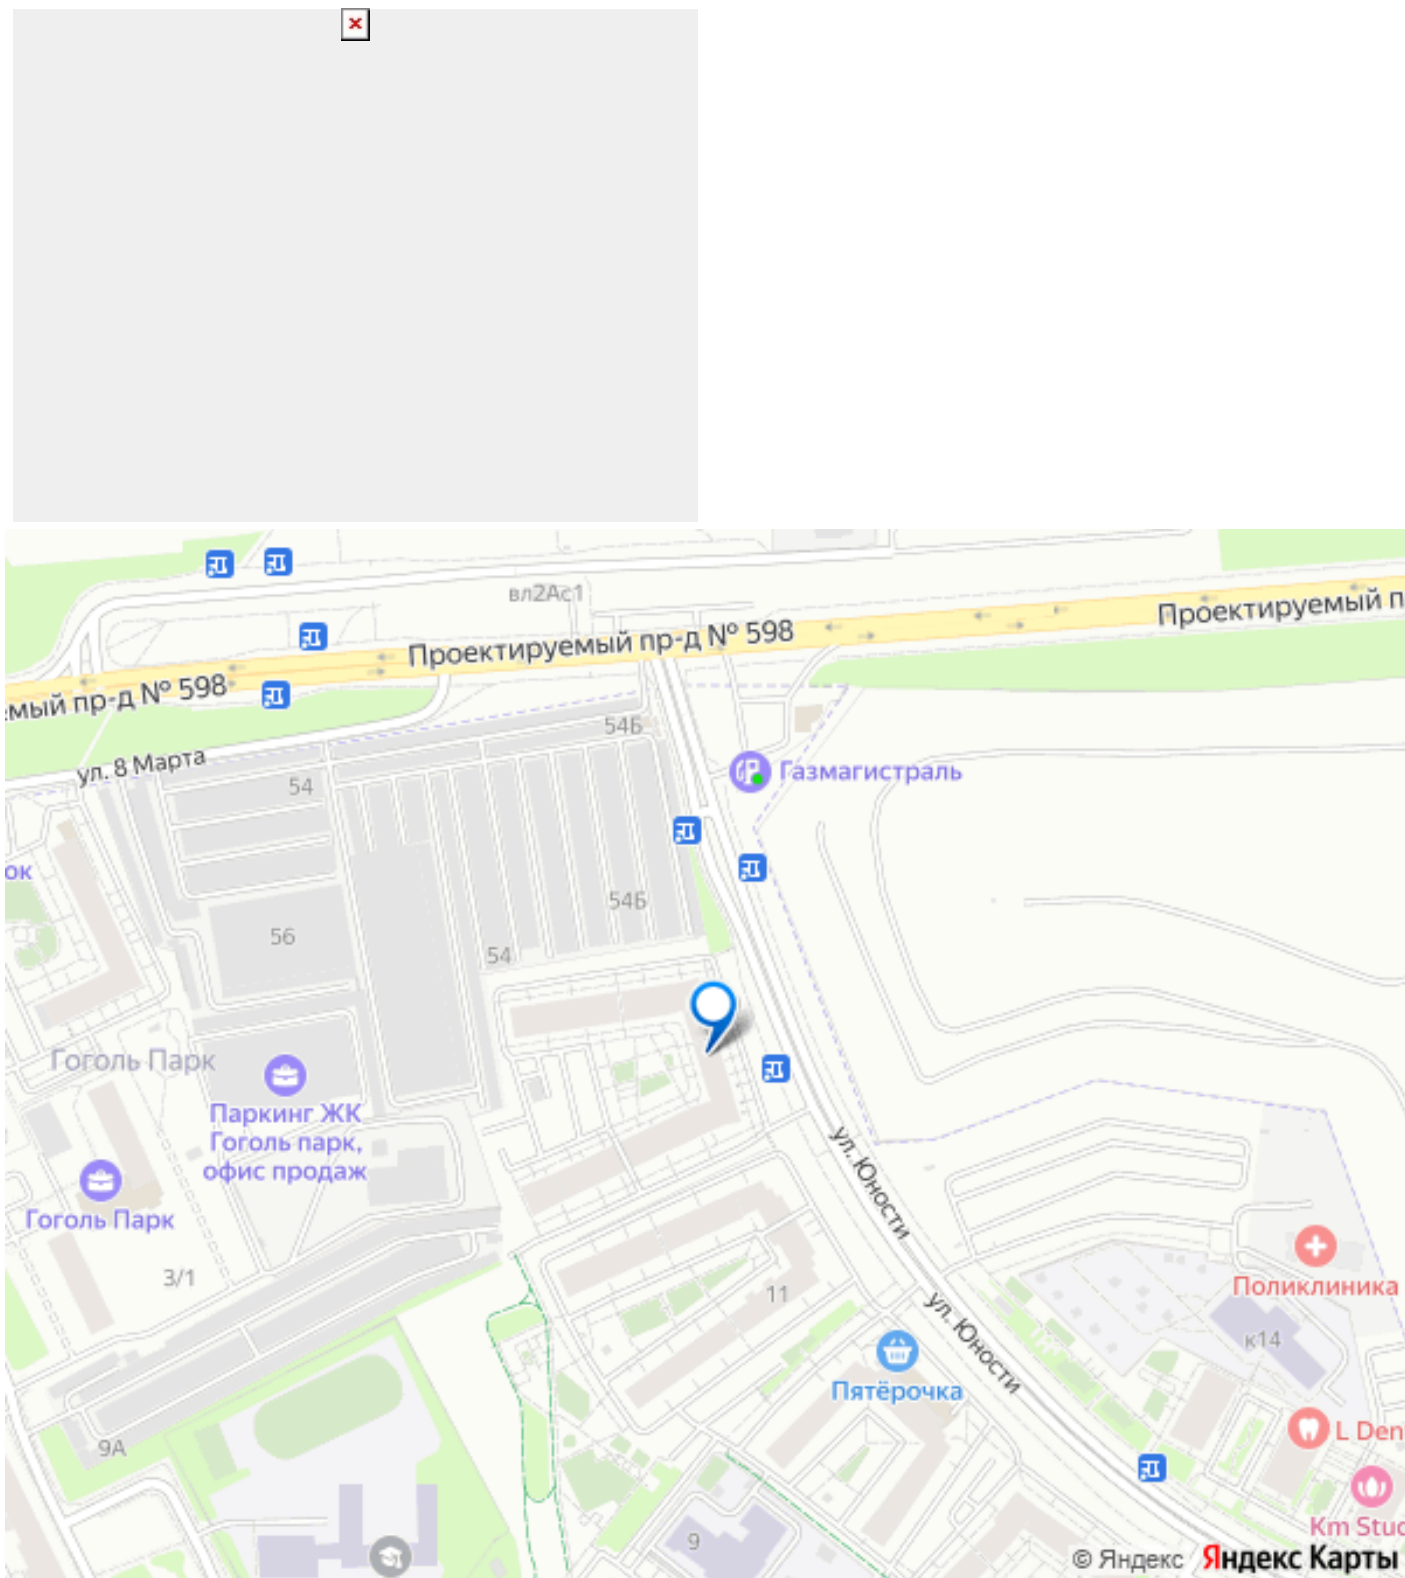 вл2Ас1
Проектируемый п
Проектируемый пр-д № 598
емый пр-д № 598
54Б
ул. 8 Марта
Газмагистраль
54
ок
54Б
56
54
Гоголь Парк
Паркинг ЖК
Гоголь парк,
офис продаж
ул. Юности
Гоголь Парк
3/1
Поликлиника
11
ул. Юности
к14
Пятёрочка
L Den
9А
Km Stud
9
© Яндекс Яндекс Карты